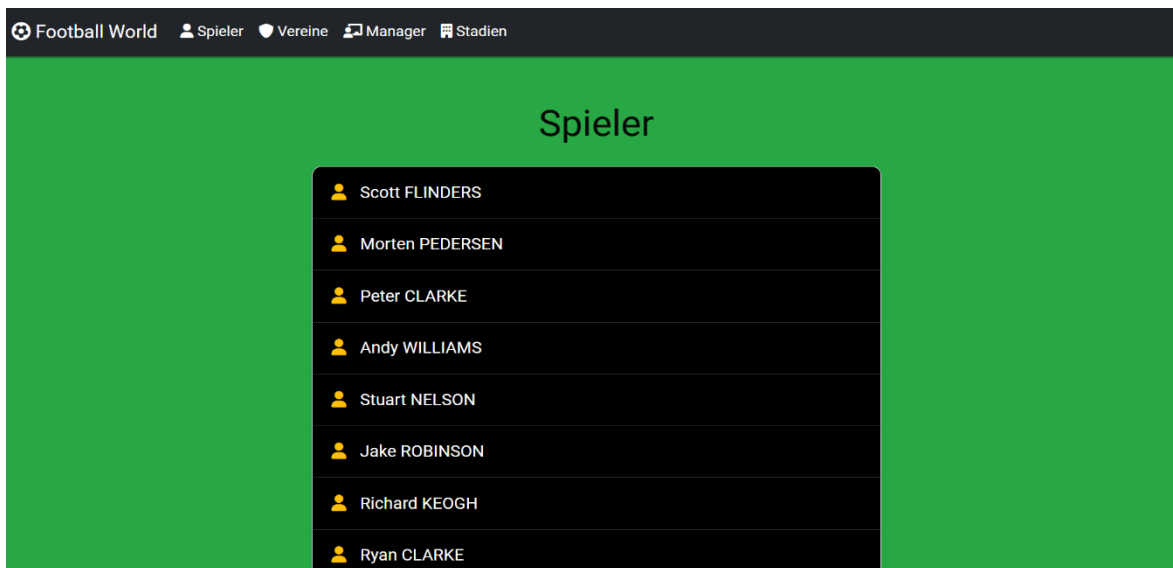 Football World Spieler Vereine Manager Stadien
Spieler
Scott FLINDERS
Morten PEDERSEN
Peter CLARKE
Andy WILLIAMS
Stuart NELSON
Jake ROBINSON
Richard KEOGH
Ryan CLARKE